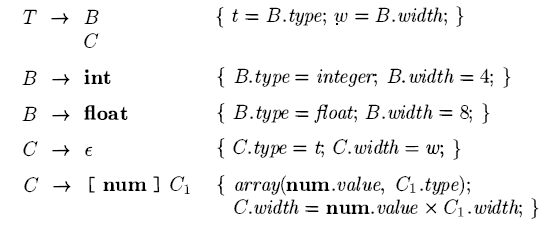 T → B { t = B.type; w = B.width; }
C
B → int { B.type = integer; B.width = 4; }
B → float { B.type = float; B.width = 8; }
C → ϵ { C.type = t; C.width = w; }
C → [ num ] C₁ { array(num.value, C₁.type);
C.width = num.value × C₁.width; }